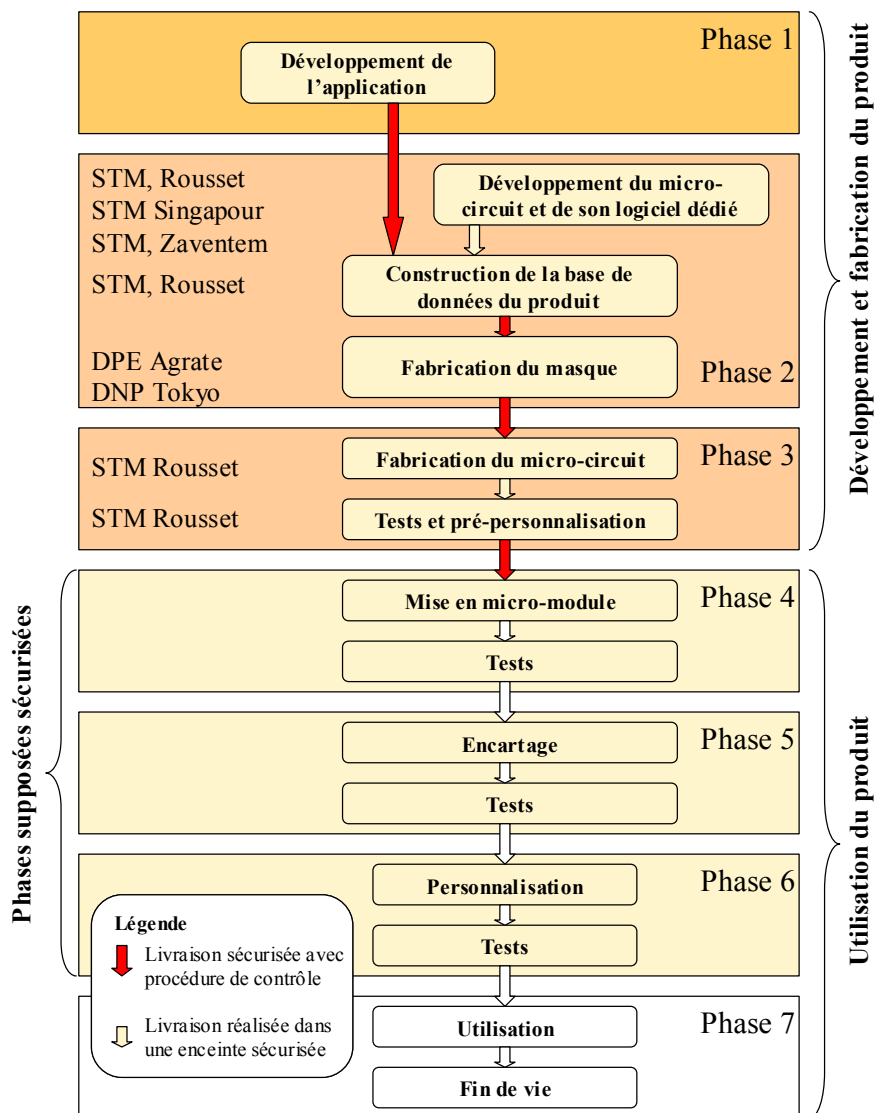 Phase 1
Développement de
l'application
Développement et fabrication du produit
STM, Rousset
STM Singapour
STM, Zaventem
Développement du micro-
circuit et de son logiciel dédié
STM, Rousset
Construction de la base de
données du produit
DPE Agrate
DNP Tokyo
Fabrication du masque
Phase 2
Phase 3
STM Rousset
Fabrication du micro-circuit
STM Rousset
Tests et pré-personnalisation
Phases supposées sécurisées
Phase 4
Mise en micro-module
Tests
Utilisation du produit
Phase 5
Encartage
Tests
Phase 6
Personnalisation
Tests
Légende
Livraison sécurisée avec
procédure de contrôle
Livraison réalisée dans
une enceinte sécurisée
Phase 7
Utilisation
Fin de vie